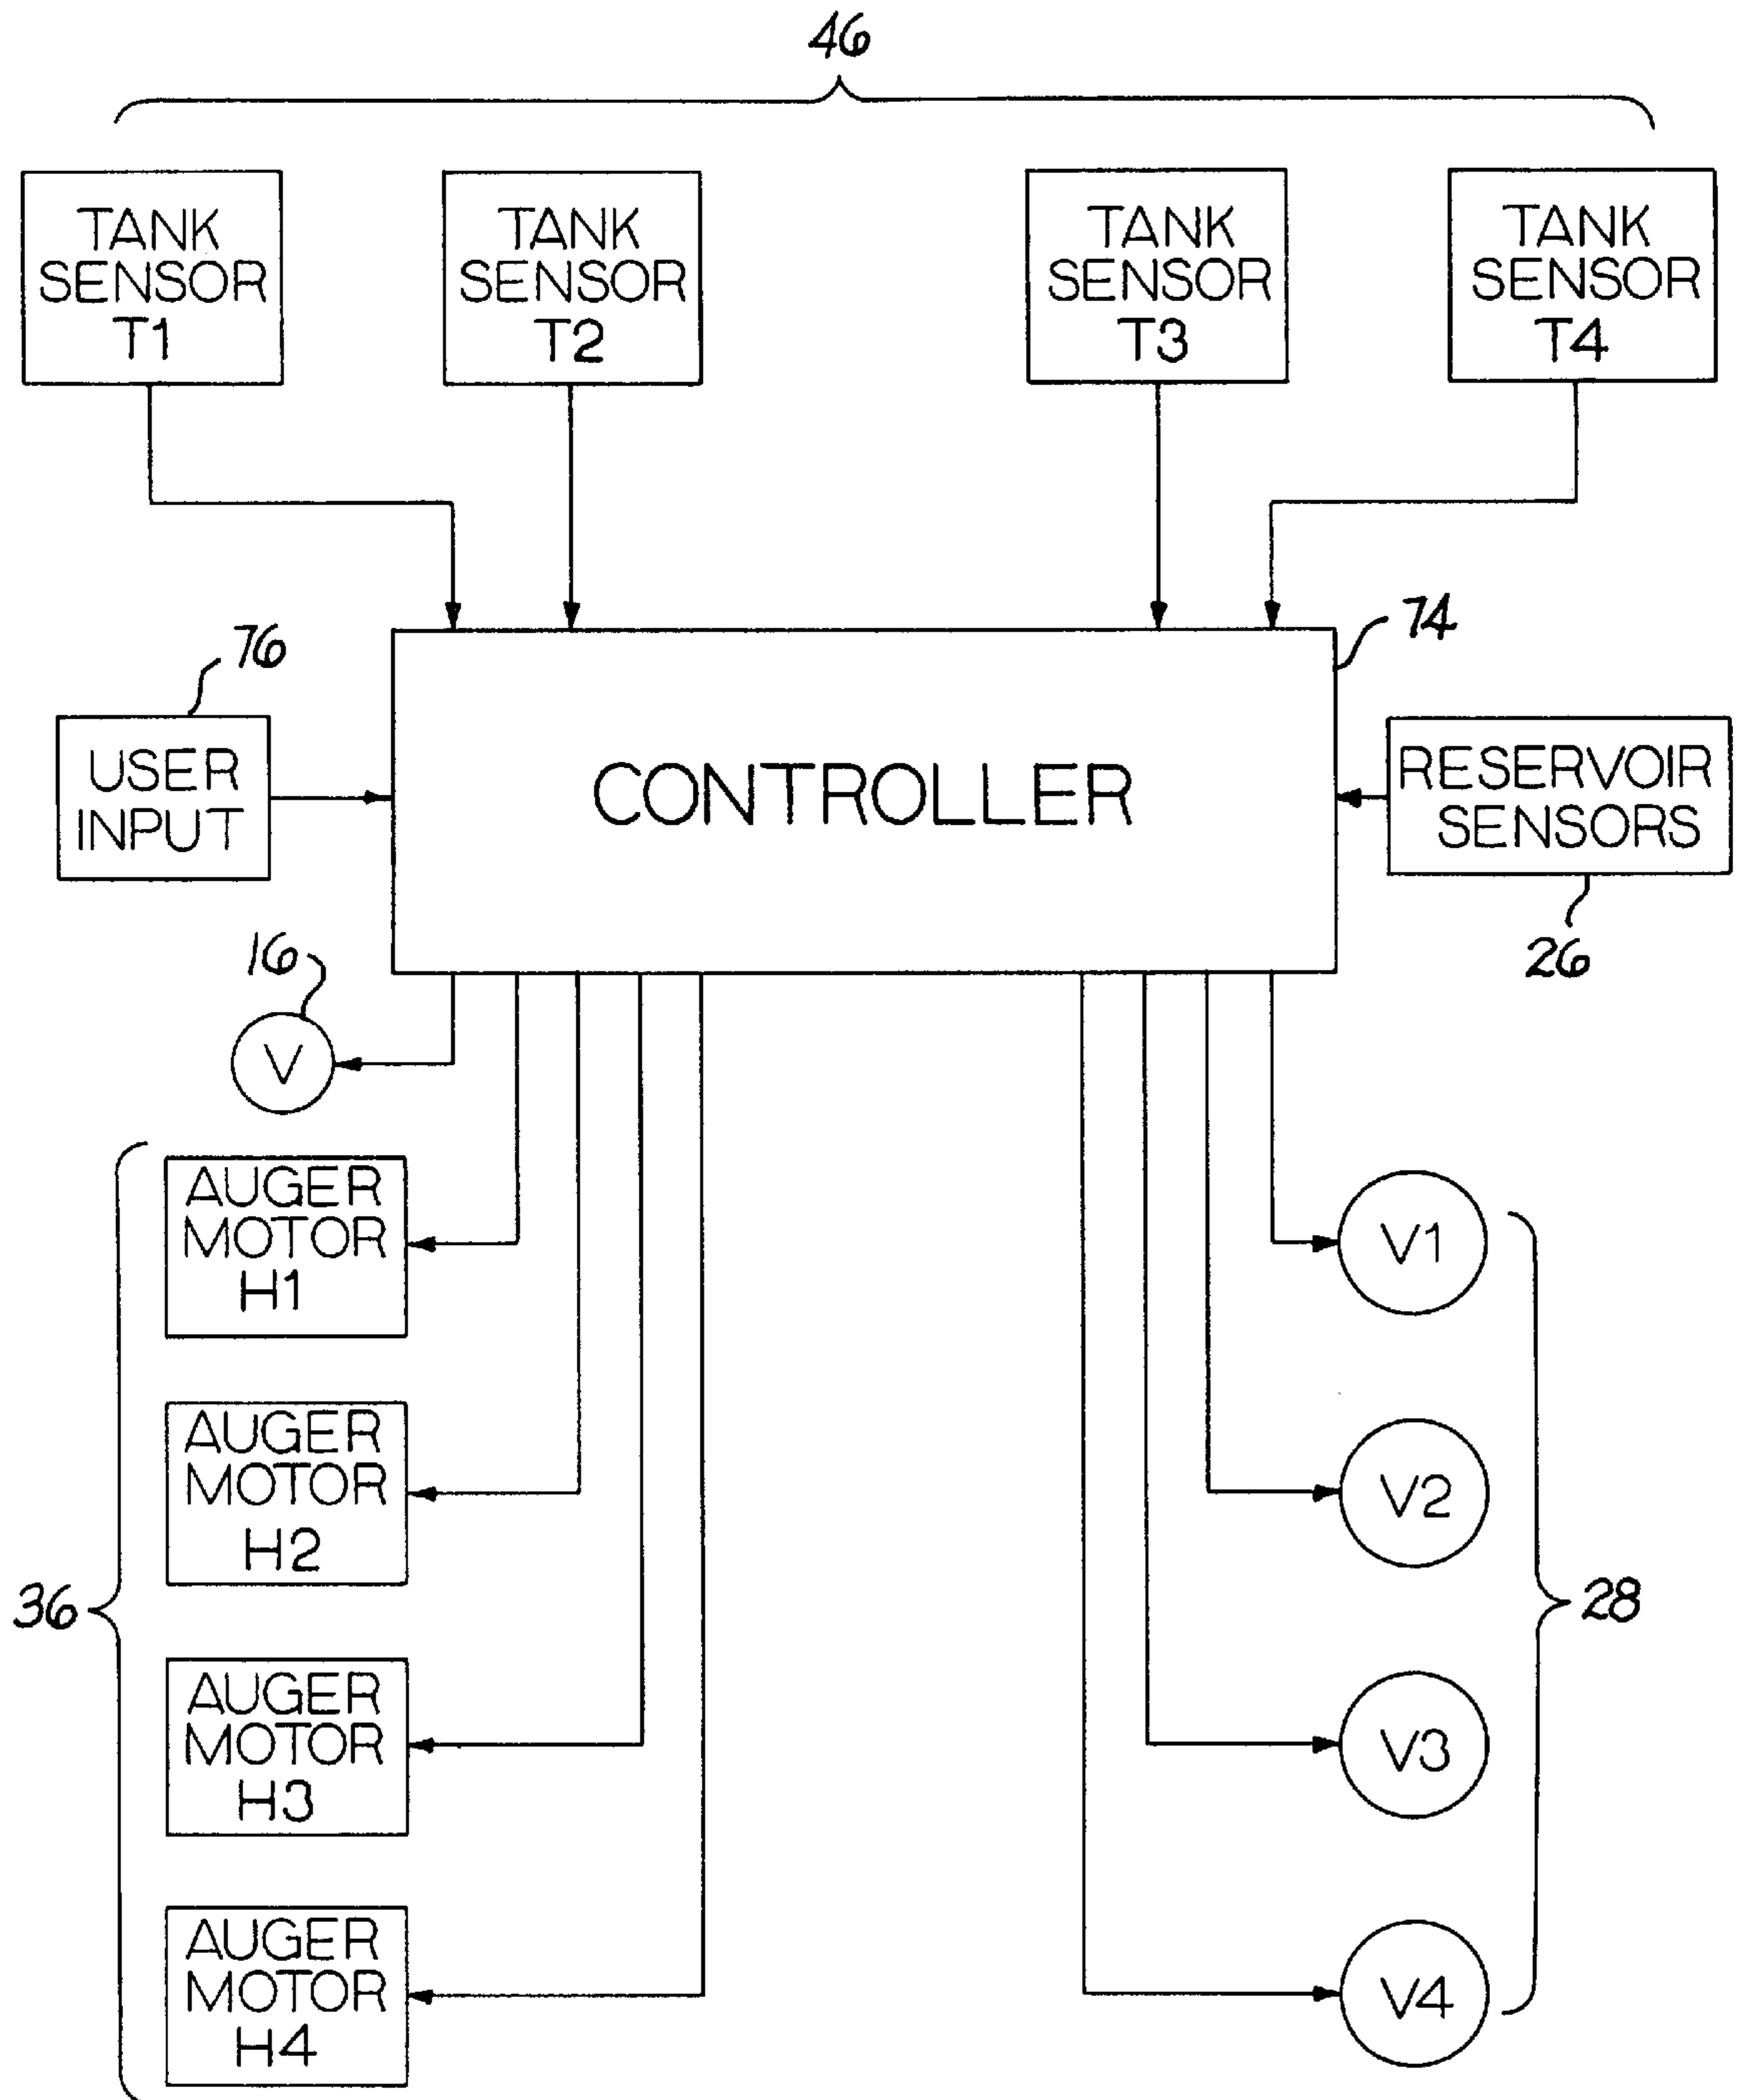 46
TANK
SENSOR
T1
TANK
SENSOR
T2
TANK
SENSOR
T3
TANK
SENSOR
T4
76
74
USER
INPUT
CONTROLLER
RESERVOIR
SENSORS
26
16
V
AUGER
MOTOR
H1
AUGER
MOTOR
H2
AUGER
MOTOR
H3
AUGER
MOTOR
H4
36
V1
V2
V3
V4
28